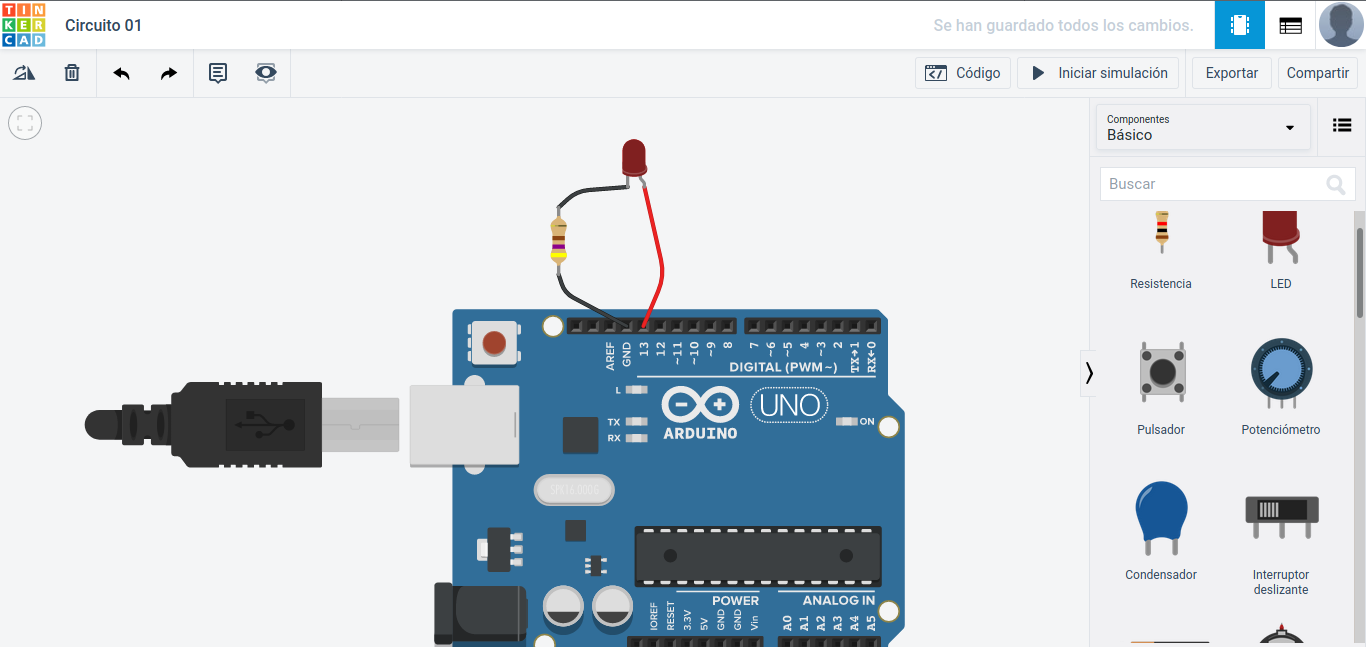 TIN
KER
CAD
Circuito 01
Se han guardado todos los cambios.
Código
Iniciar simulación
Exportar
Compartir
Componentes
Básico
Buscar
Resistencia
LED
Pulsador
Potenciómetro
Condensador
Interruptor
deslizante
AREF
GND
13
12
~11
~10
~9
8
7
~6
~5
4
~3
2
TX→1
RX←0
DIGITAL (PWM ~)
L
TX
RX
ARDUINO
UNO
ON
SPK16.000G
POWER
ANALOG IN
IOREF
RESET
3.3V
5V
GND
GND
Vin
A0
A1
A2
A3
A4
A5